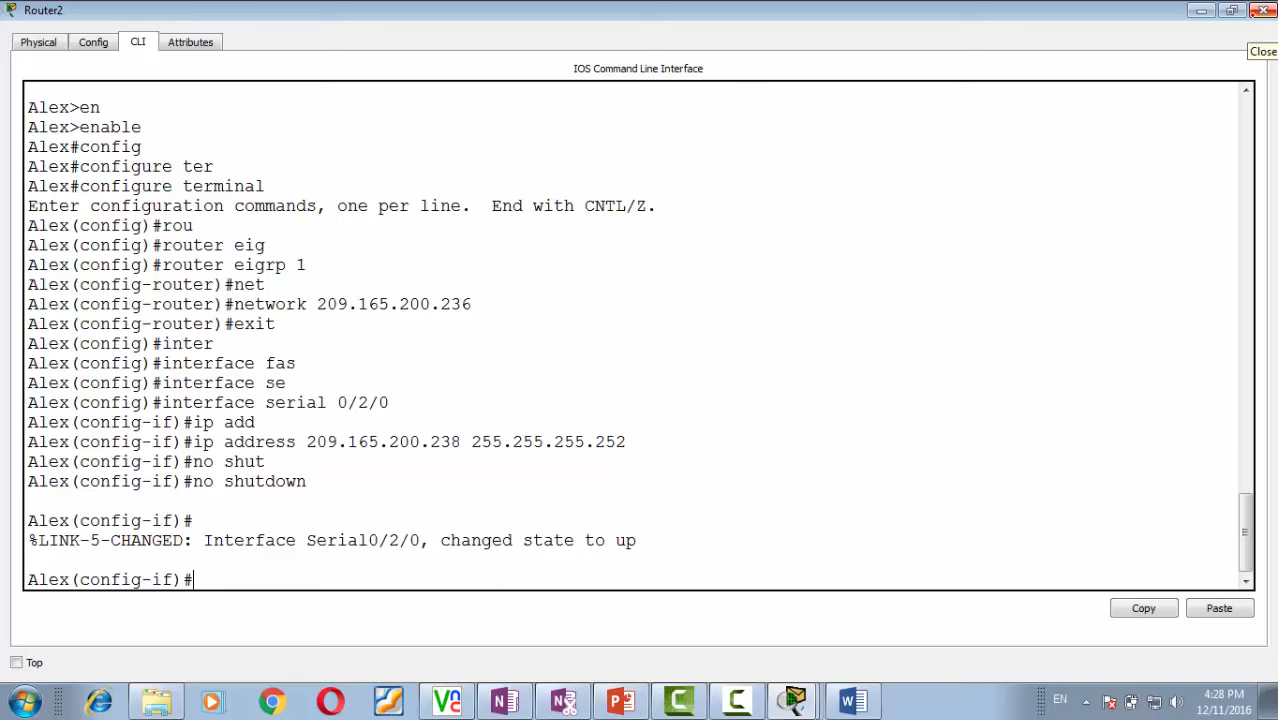 Router2
Physical Config CLI Attributes
Close
IOS Command Line Interface
Alex>en
Alex>enable
Alex#config
Alex#configure ter
Alex#configure terminal
Enter configuration commands, one per line.  End with CNTL/Z.
Alex(config)#rou
Alex(config)#router eig
Alex(config)#router eigrp 1
Alex(config-router)#net
Alex(config-router)#network 209.165.200.236
Alex(config-router)#exit
Alex(config)#inter
Alex(config)#interface fas
Alex(config)#interface se
Alex(config)#interface serial 0/2/0
Alex(config-if)#ip add
Alex(config-if)#ip address 209.165.200.238 255.255.255.252
Alex(config-if)#no shut
Alex(config-if)#no shutdown
Alex(config-if)#
%LINK-5-CHANGED: Interface Serial0/2/0, changed state to up
Alex(config-if)#
Copy Paste
Top
EN
4:28 PM
12/11/2016